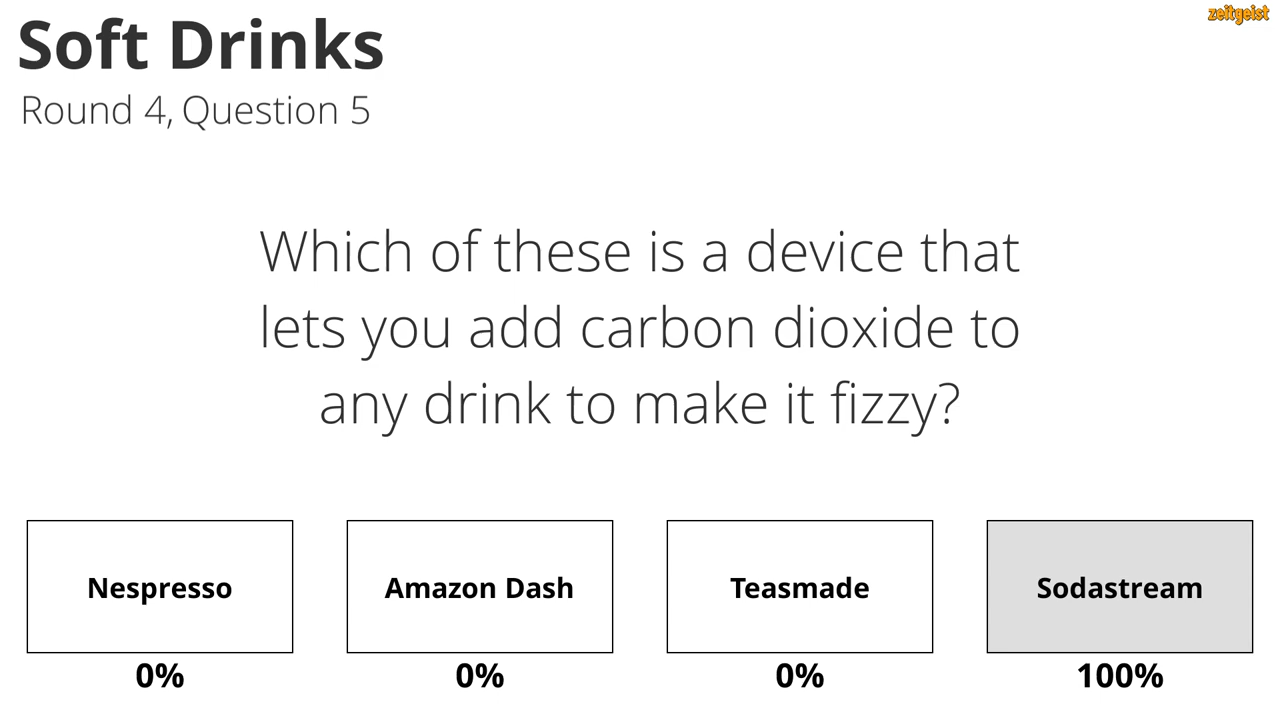 zeitgeist
Soft Drinks
Round 4, Question 5
Which of these is a device that
lets you add carbon dioxide to
any drink to make it fizzy?
Nespresso
Amazon Dash
Teasmade
Sodastream
0%
0%
0%
100%